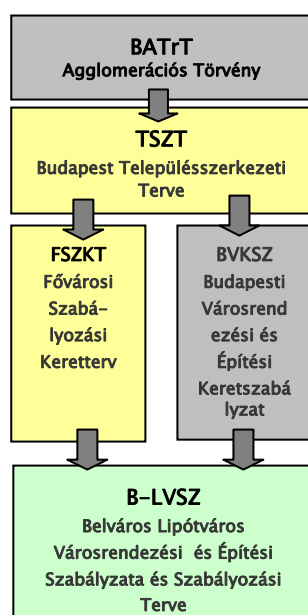 BATrT
Agglomerációs Törvény
TSZT
Budapest Településszerkezeti
Terve
FSZKT
Fővárosi
Szabá-
lyozási
Keretterv
BVKSZ
Budapesti
Városrend
ezési és
Építési
Keretszabá
lyzat
B-LVSZ
Belváros Lipótváros
Városrendezési és Építési
Szabályzata és Szabályozási
Terve